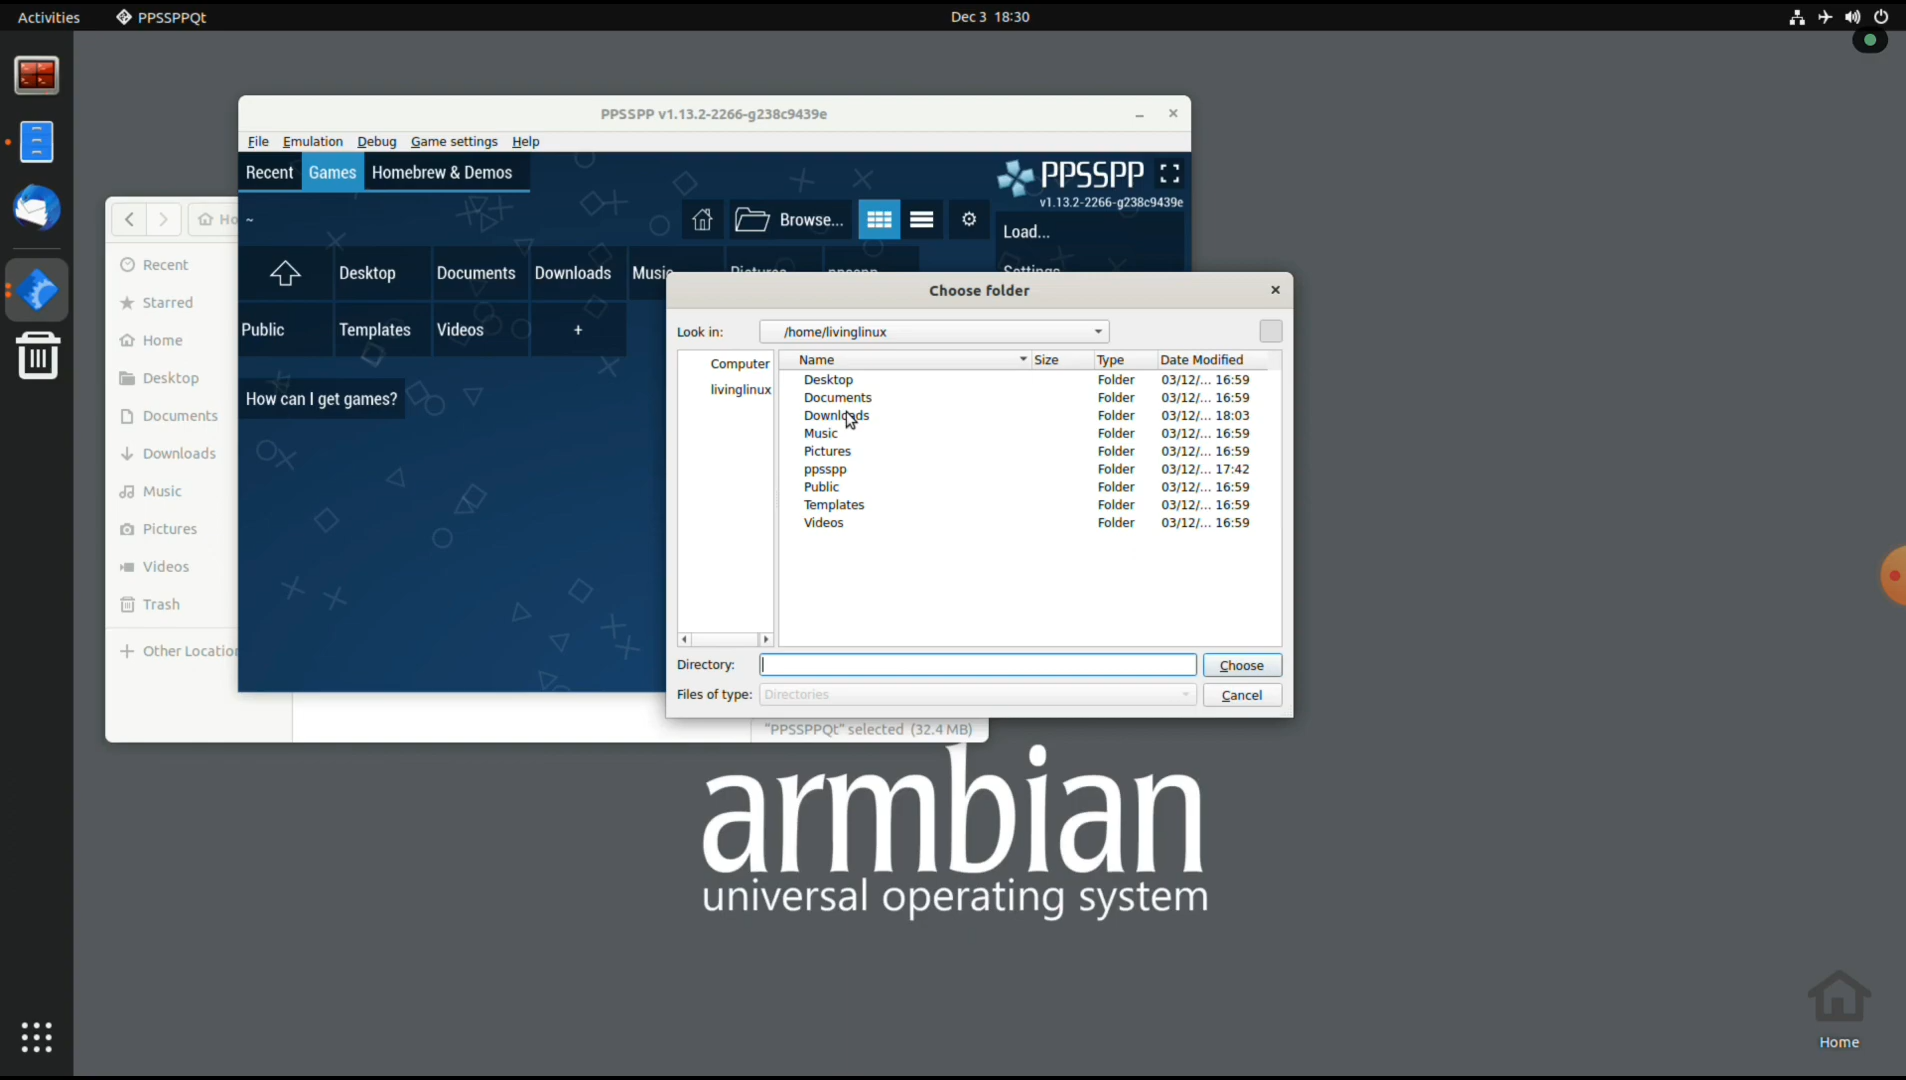 Activities PPSSPPQt Dec 3 18:30
PPSSPP v1.13.2-2266-g238c9439e
File Emulation Debug Game settings Help
Recent Games Homebrew & Demos PPSSPP
v1.13.2-2266-g238c9439e
~ Browse...
Load...
Settings
Desktop Documents Downloads Music Pictures ppsspp
Public Templates Videos +
How can I get games?
Recent
Starred
Home
Desktop
Documents
Downloads
Music
Pictures
Videos
Trash
+ Other Location
"PPSSPPQt" selected (32.4 MB)
Choose folder
Look in: /home/livinglinux
Computer
livinglinux
Name Size Type Date Modified
Desktop Folder 03/12/... 16:59
Documents Folder 03/12/... 16:59
Downloads Folder 03/12/... 18:03
Music Folder 03/12/... 16:59
Pictures Folder 03/12/... 16:59
ppsspp Folder 03/12/... 17:42
Public Folder 03/12/... 16:59
Templates Folder 03/12/... 16:59
Videos Folder 03/12/... 16:59
Directory: Choose
Files of type: Directories Cancel
armbian
universal operating system
Home